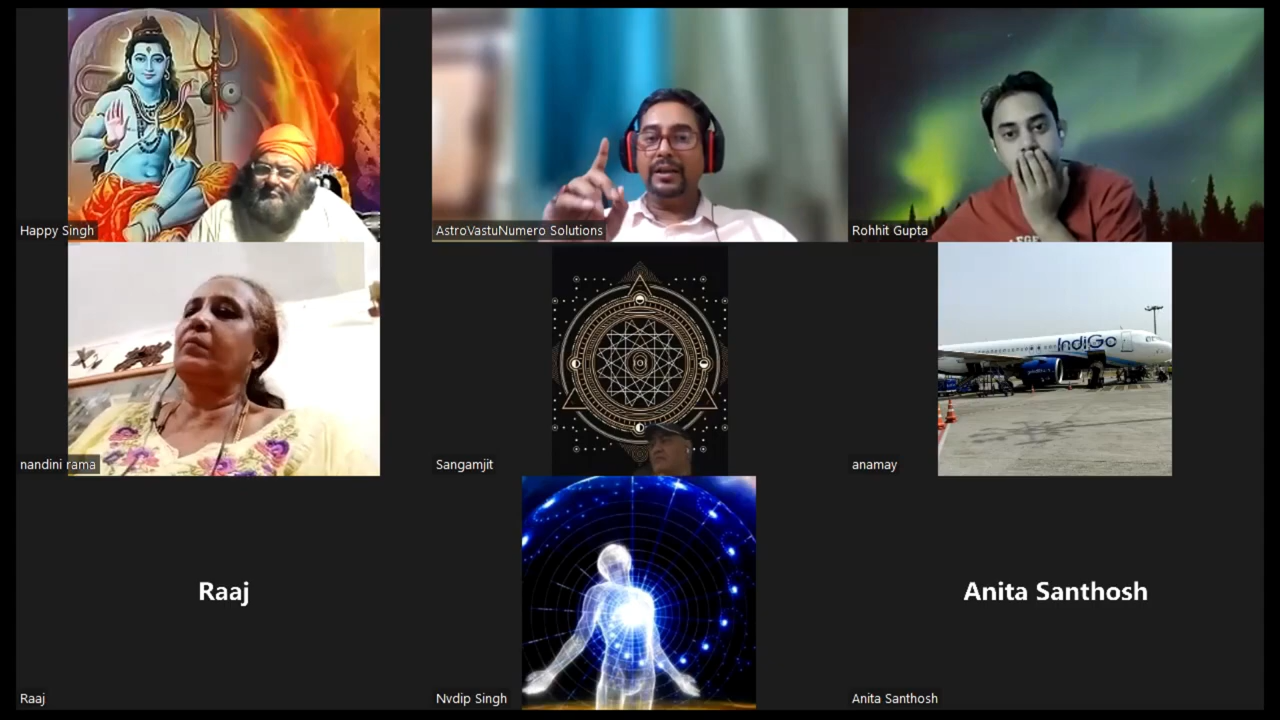 Happy Singh
AstroVastuNumero Solutions
Rohhit Gupta
nandini rama
Sangamjit
IndiGo
anamay
Raaj
Anita Santhosh
Raaj
Nvdip Singh
Anita Santhosh